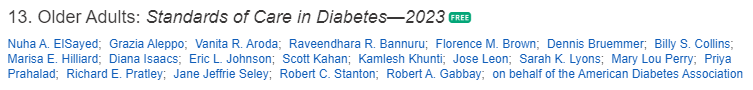 13. Older Adults: Standards of Care in Diabetes—2023 FREE
Nuha A. ElSayed; Grazia Aleppo; Vanita R. Aroda; Raveendhara R. Bannuru; Florence M. Brown; Dennis Bruemmer; Billy S. Collins;
Marisa E. Hilliard; Diana Isaacs; Eric L. Johnson; Scott Kahan; Kamlesh Khunti; Jose Leon; Sarah K. Lyons; Mary Lou Perry; Priya
Prahalad; Richard E. Pratley; Jane Jeffrie Seley; Robert C. Stanton; Robert A. Gabbay; on behalf of the American Diabetes Association